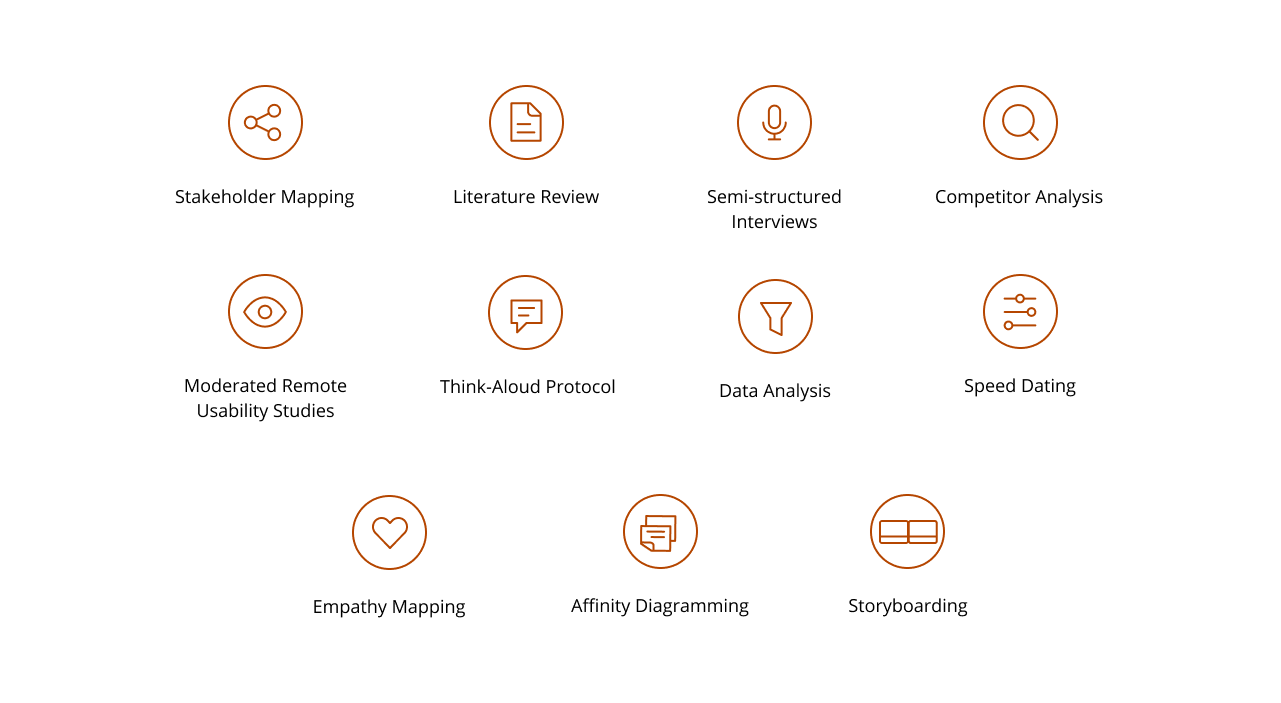 Stakeholder Mapping
Literature Review
Semi-structured
Interviews
Competitor Analysis
Moderated Remote
Usability Studies
Think-Aloud Protocol
Data Analysis
Speed Dating
Empathy Mapping
Affinity Diagramming
Storyboarding